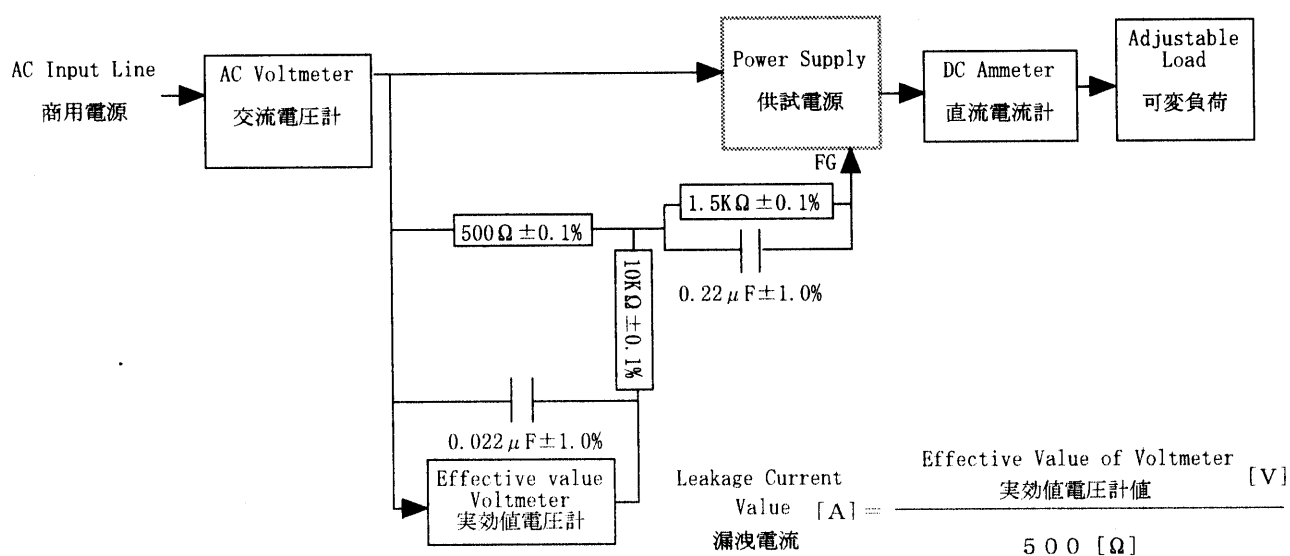 AC Input Line
商用電源
AC Voltmeter
交流電圧計
Power Supply
供試電源
FG
DC Ammeter
直流電流計
Adjustable
Load
可変負荷
500Ω±0.1%
1.5KΩ±0.1%
0.22μF±1.0%
10KΩ±0.1%
0.022μF±1.0%
Effective value
Voltmeter
実効値電圧計
Leakage Current
Value [A]=
漏洩電流
Effective Value of Voltmeter
実効値電圧計値 [V]
500[Ω]